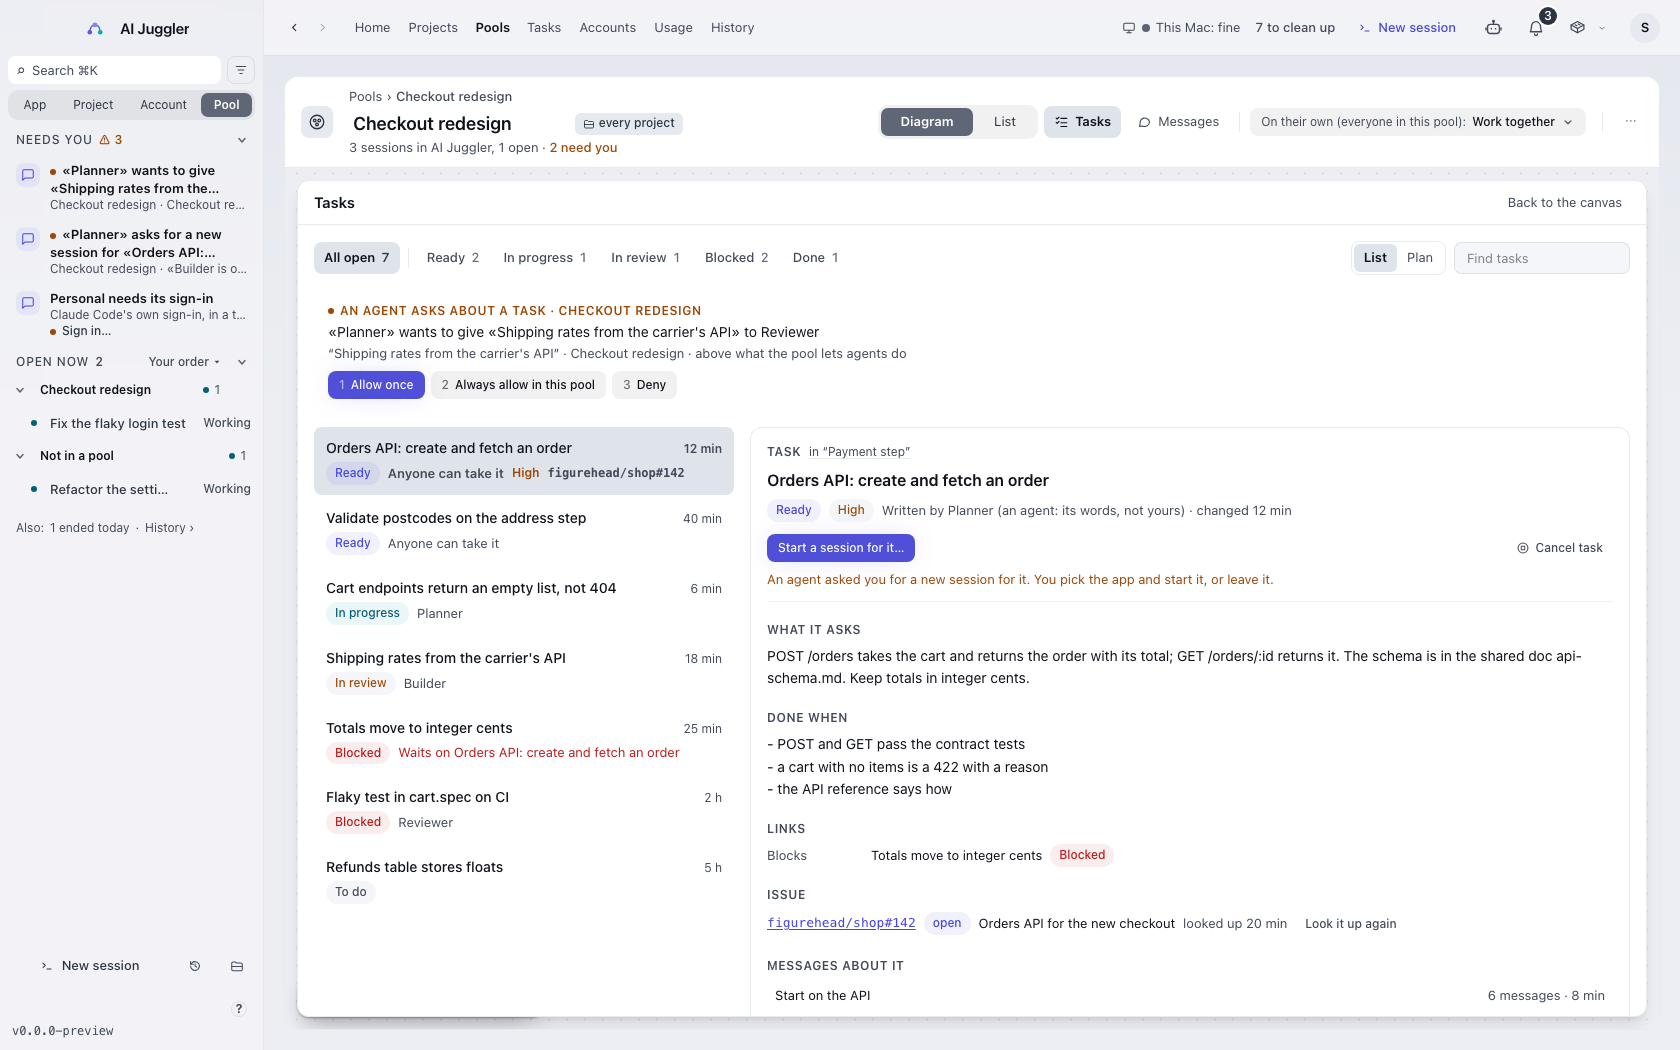 AI Juggler
Search ⌘K
App Project Account Pool
NEEDS YOU 3
«Planner» wants to give
«Shipping rates from the...
Checkout redesign · Checkout re...
«Planner» asks for a new
session for «Orders API:...
Checkout redesign · «Builder is o...
Personal needs its sign-in
Claude Code's own sign-in, in a t...
Sign in...
OPEN NOW 2 Your order
Checkout redesign 1
Fix the flaky login test Working
Not in a pool 1
Refactor the setti... Working
Also: 1 ended today · History ›
New session
?
v0.0.0-preview
Home Projects Pools Tasks Accounts Usage History
This Mac: fine 7 to clean up New session 3 S
Pools › Checkout redesign
Checkout redesign every project
3 sessions in AI Juggler, 1 open · 2 need you
Diagram List Tasks Messages On their own (everyone in this pool): Work together ...
Tasks Back to the canvas
All open 7 Ready 2 In progress 1 In review 1 Blocked 2 Done 1 List Plan Find tasks
AN AGENT ASKS ABOUT A TASK · CHECKOUT REDESIGN
«Planner» wants to give «Shipping rates from the carrier's API» to Reviewer
"Shipping rates from the carrier's API" · Checkout redesign · above what the pool lets agents do
1 Allow once 2 Always allow in this pool 3 Deny
Orders API: create and fetch an order 12 min
Ready Anyone can take it High figurehead/shop#142
Validate postcodes on the address step 40 min
Ready Anyone can take it
Cart endpoints return an empty list, not 404 6 min
In progress Planner
Shipping rates from the carrier's API 18 min
In review Builder
Totals move to integer cents 25 min
Blocked Waits on Orders API: create and fetch an order
Flaky test in cart.spec on CI 2 h
Blocked Reviewer
Refunds table stores floats 5 h
To do
TASK in "Payment step"
Orders API: create and fetch an order
Ready High Written by Planner (an agent: its words, not yours) · changed 12 min
Start a session for it... Cancel task
An agent asked you for a new session for it. You pick the app and start it, or leave it.
WHAT IT ASKS
POST /orders takes the cart and returns the order with its total; GET /orders/:id returns it. The schema is in the shared doc api-
schema.md. Keep totals in integer cents.
DONE WHEN
- POST and GET pass the contract tests
- a cart with no items is a 422 with a reason
- the API reference says how
LINKS
Blocks Totals move to integer cents Blocked
ISSUE
figurehead/shop#142 open Orders API for the new checkout looked up 20 min Look it up again
MESSAGES ABOUT IT
Start on the API 6 messages · 8 min